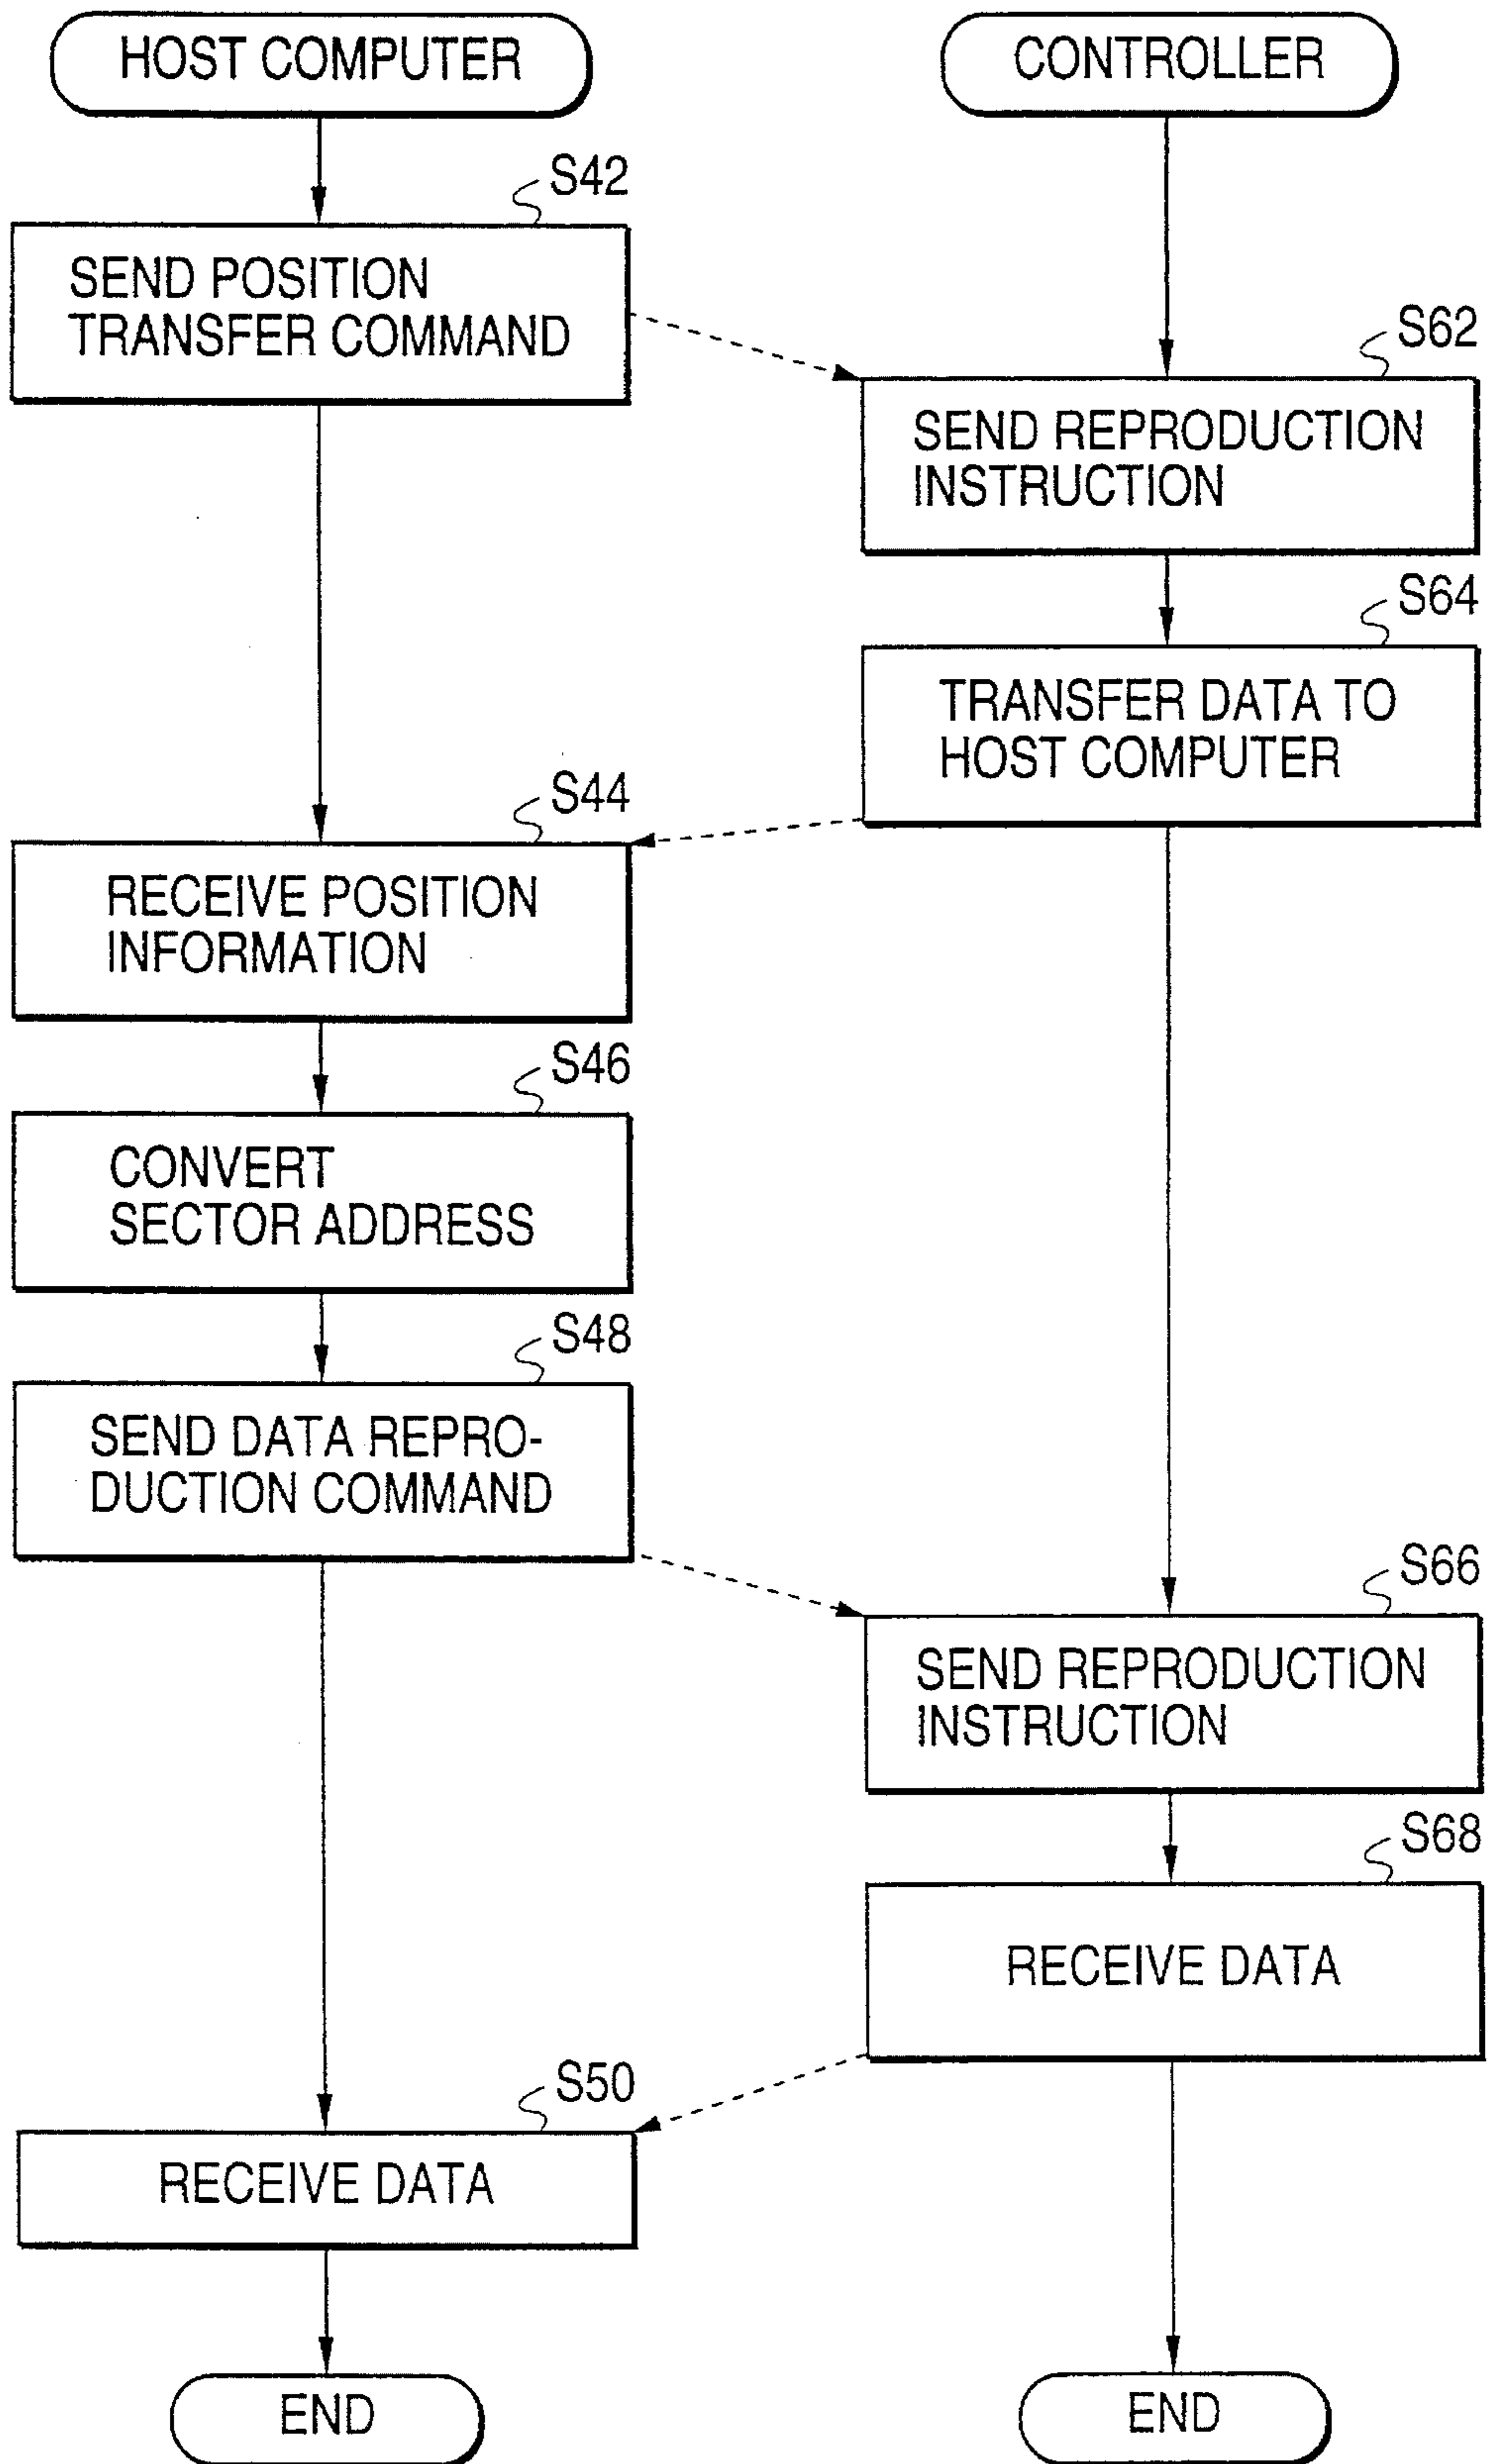 HOST COMPUTER
CONTROLLER
S42
SEND POSITION
TRANSFER COMMAND
S62
SEND REPRODUCTION
INSTRUCTION
S64
TRANSFER DATA TO
HOST COMPUTER
S44
RECEIVE POSITION
INFORMATION
S46
CONVERT
SECTOR ADDRESS
S48
SEND DATA REPRO-
DUCTION COMMAND
S66
SEND REPRODUCTION
INSTRUCTION
S68
RECEIVE DATA
S50
RECEIVE DATA
END
END